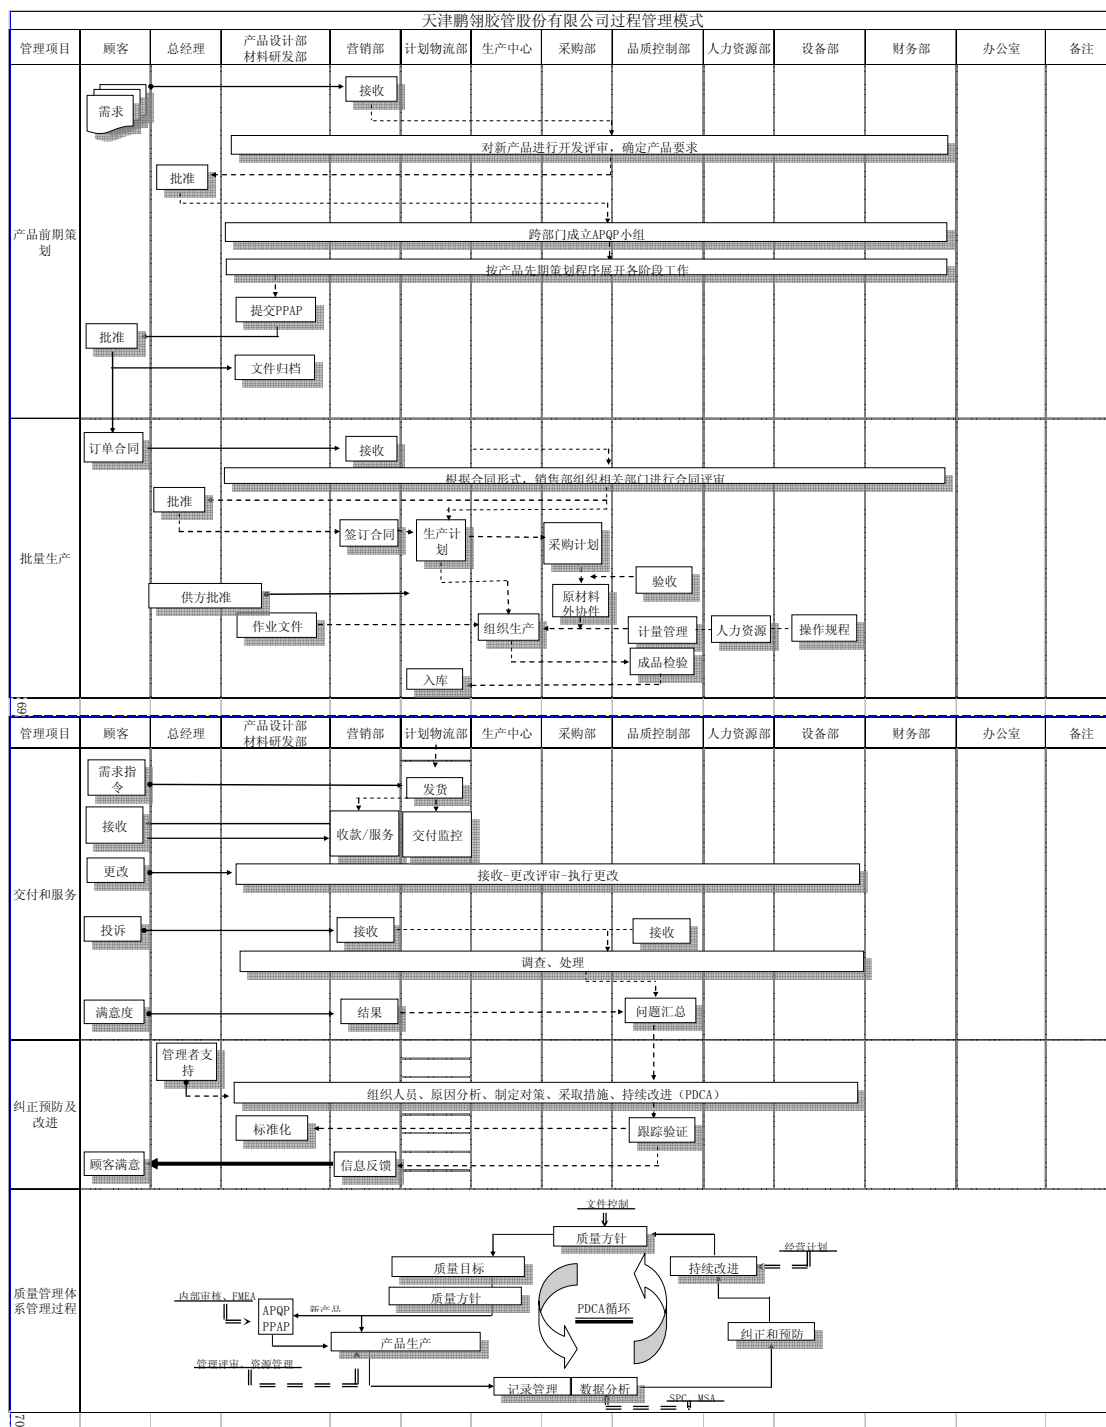 天津鹏翎胶管股份有限公司过程管理模式
管理项目 顾客 总经理 产品设计部 营销部 计划物流部 生产中心 采购部 品质控制部 人力资源部 设备部 财务部 办公室 备注
材料研发部
需求
接收
对新产品进行开发评审，确定产品要求
批准
产品前期策
划
跨部门成立APQP小组
按产品先期策划程序展开各阶段工作
提交PPAP
批准
文件归档
订单合同
接收
根据合同形式，销售部组织相关部门进行合同评审
批准
签订合同
生产计
划
采购计划
批量生产
验收
供方批准
原材料
外协件
作业文件
组织生产
计量管理
人力资源
操作规程
成品检验
入库
69
管理项目 顾客 总经理 产品设计部 营销部 计划物流部 生产中心 采购部 品质控制部 人力资源部 设备部 财务部 办公室 备注
材料研发部
需求指
令
发货
接收
收款/服务
交付监控
更改
接收-更改评审-执行更改
交付和服务
投诉
接收
接收
调查、处理
满意度
结果
问题汇总
管理者支
持
纠正预防及
改进
组织人员、原因分析、制定对策、采取措施、持续改进（PDCA）
标准化
跟踪验证
顾客满意
信息反馈
文件控制
质量方针
经营计划
质量目标
持续改进
质量管理体
系管理过程
质量方针
内部审核、FMEA
APQP
PPAP
新产品
PDCA循环
产品生产
纠正和预防
管理评审、资源管理
记录管理
数据分析
SPC、MSA
70